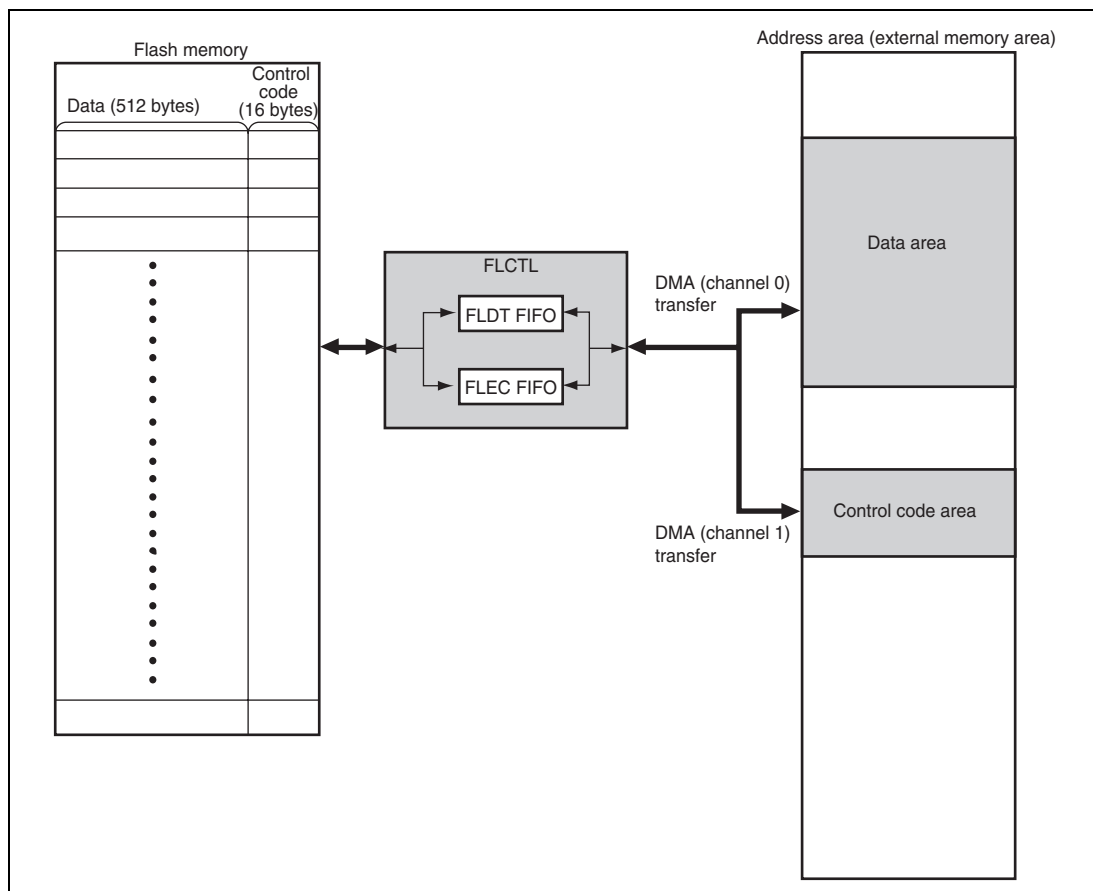 Flash memory
Data (512 bytes)
Control
code
(16 bytes)
FLCTL
FLDT FIFO
FLEC FIFO
DMA (channel 0)
transfer
DMA (channel 1)
transfer
Address area (external memory area)
Data area
Control code area